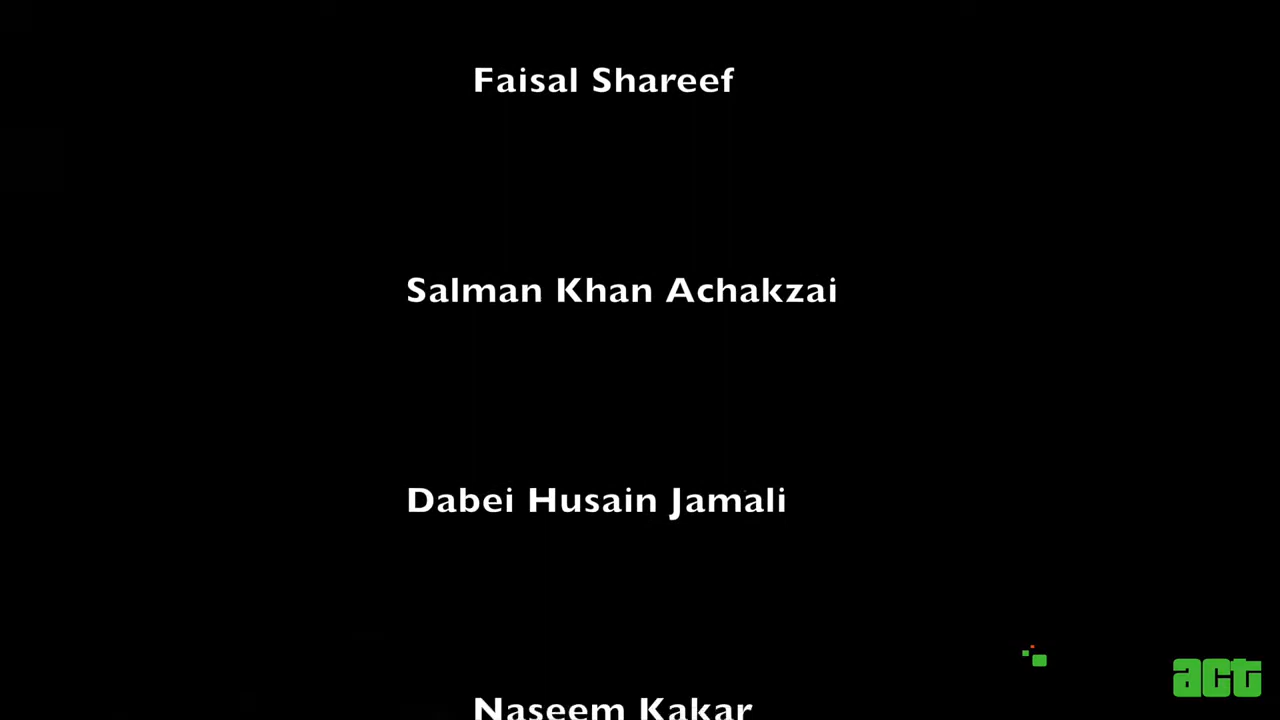 Faisal Shareef
Salman Khan Achakzai
Dabei Husain Jamali
Naseem Kakar
act